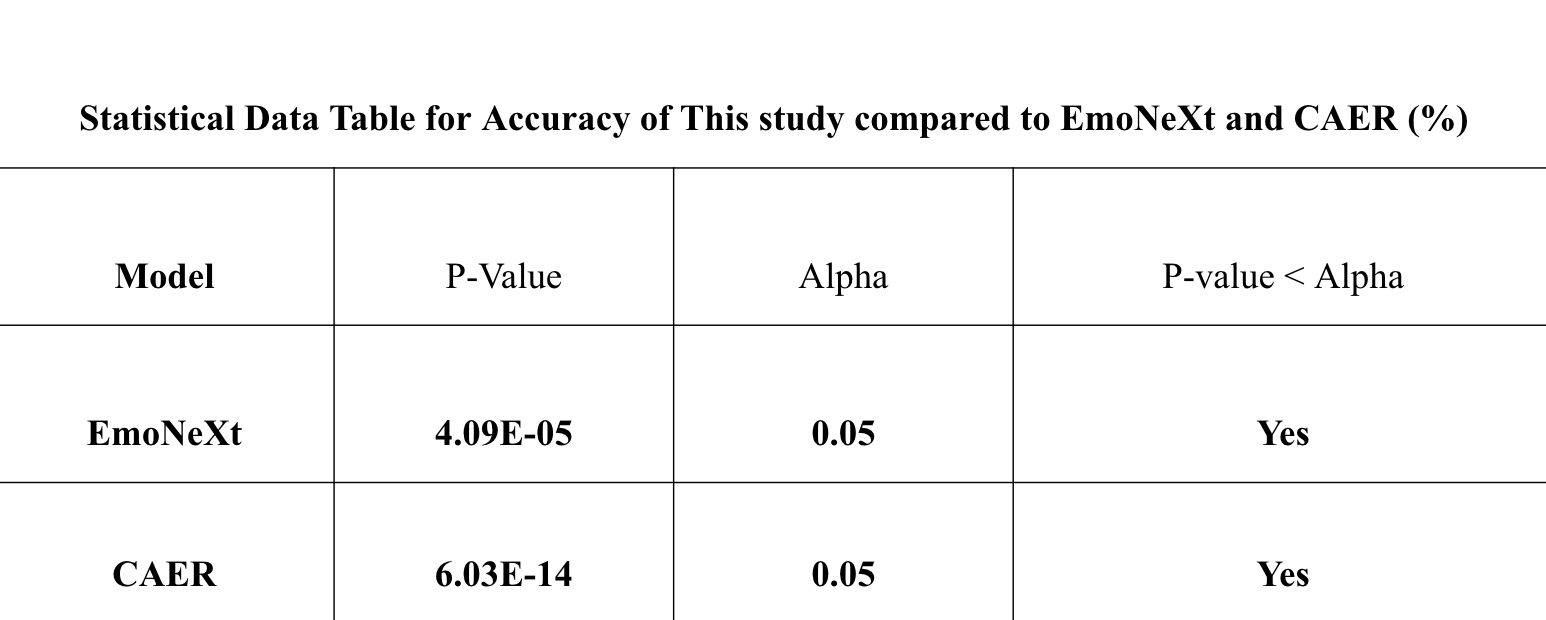 Statistical Data Table for Accuracy of This study compared to EmoNeXt and CAER (%)
Model P-Value Alpha P-value < Alpha
EmoNeXt 4.09E-05 0.05 Yes
CAER 6.03E-14 0.05 Yes